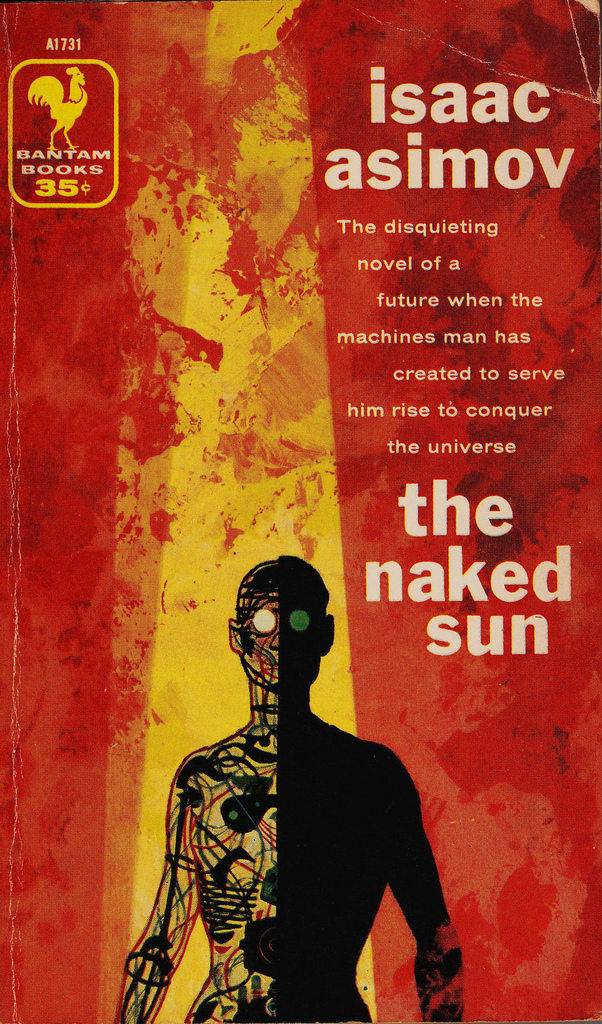 A1731
BANTAM
BOOKS
35¢
isaac
asimov
The disquieting
novel of a
future when the
machines man has
created to serve
him rise to conquer
the universe
the
naked
sun